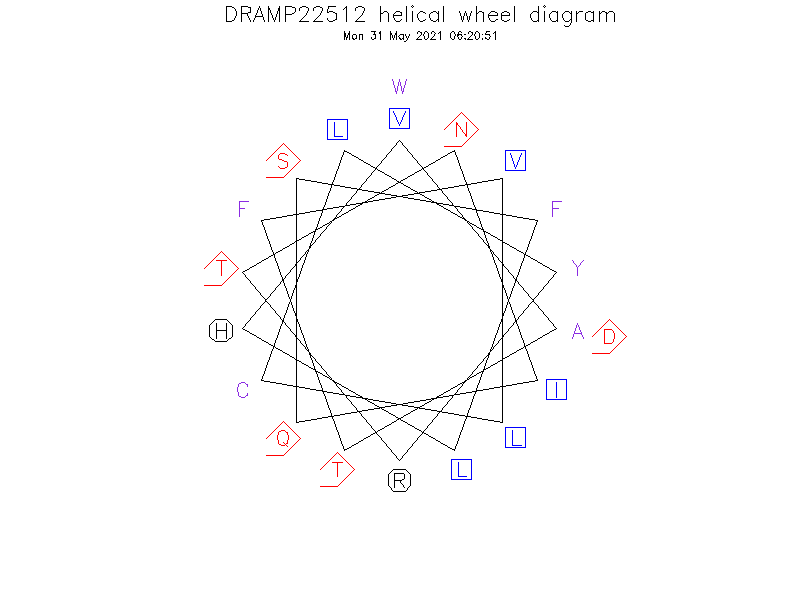 DRAMP22512 helical wheel diagram
Mon 31 May 2021 06:20:51
W
V
L
N
S
V
F
F
T
Y
H
A
D
C
I
Q
L
T
L
R